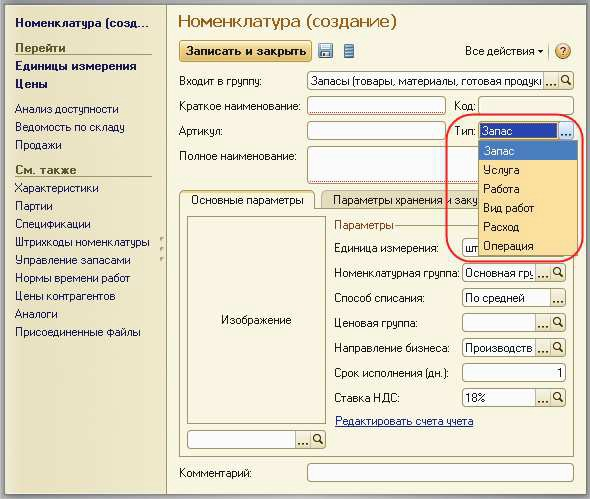 Номенклатура (созд...
Перейти
Единицы измерения
Цены
Анализ доступности
Ведомость по складу
Продажи
См. также
Характеристики
Партии
Спецификации
Штрихкоды номенклатуры
Управление запасами
Нормы времени работ
Цены контрагентов
Аналоги
Присоединенные файлы
Номенклатура (создание)
Записать и закрыть
Все действия
?
Входит в группу: Запасы (товары, материалы, готовая продук ...
Краткое наименование: Код:
Артикул: Тип: Запас ...
Запас
Услуга
Работа
Вид работ
Расход
Операция
Полное наименование:
Основные параметры
Параметры хранения и заку
Изображение
...
Параметры
Единица измерения: шт
Номенклатурная группа: Основная гру ...
Способ списания: По средней ...
Ценовая группа: ...
Направление бизнеса: Производств ...
Срок исполнения (дн.): 1
Ставка НДС: 18% ...
Редактировать счета учета
Комментарий: